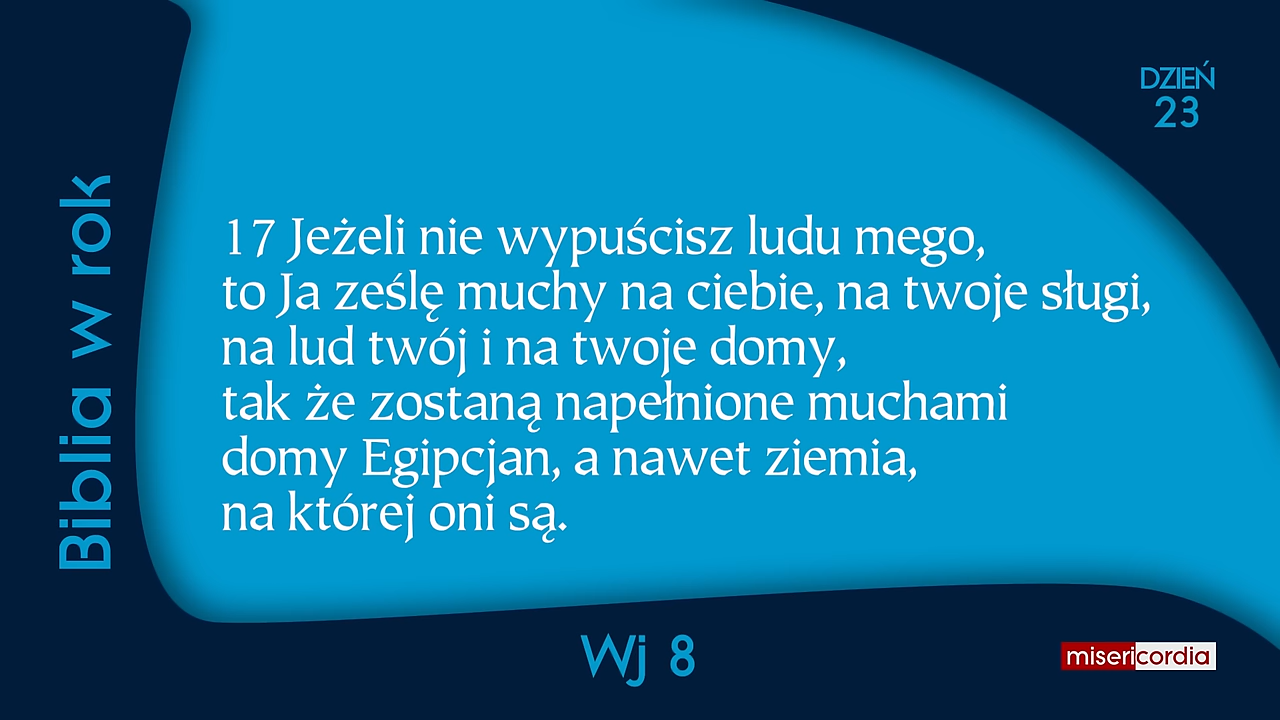 DZIEŃ
23
Biblia w rok
17 Jeżeli nie wypuścisz ludu mego,
to Ja ześlę muchy na ciebie, na twoje sługi,
na lud twój i na twoje domy,
tak że zostaną napełnione muchami
domy Egipcjan, a nawet ziemia,
na której oni są.
Wj 8
misericordia